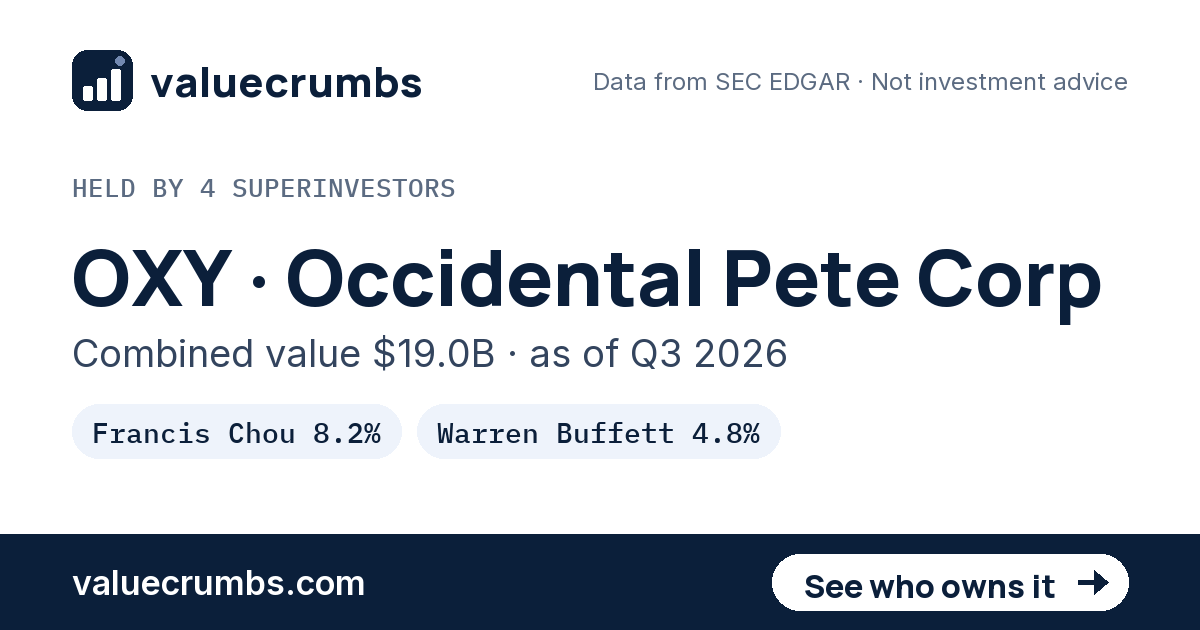 valuecrumbs
Data from SEC EDGAR · Not investment advice
HELD BY 4 SUPERINVESTORS
OXY · Occidental Pete Corp
Combined value $19.0B · as of Q3 2026
Francis Chou 8.2%
Warren Buffett 4.8%
valuecrumbs.com
See who owns it →